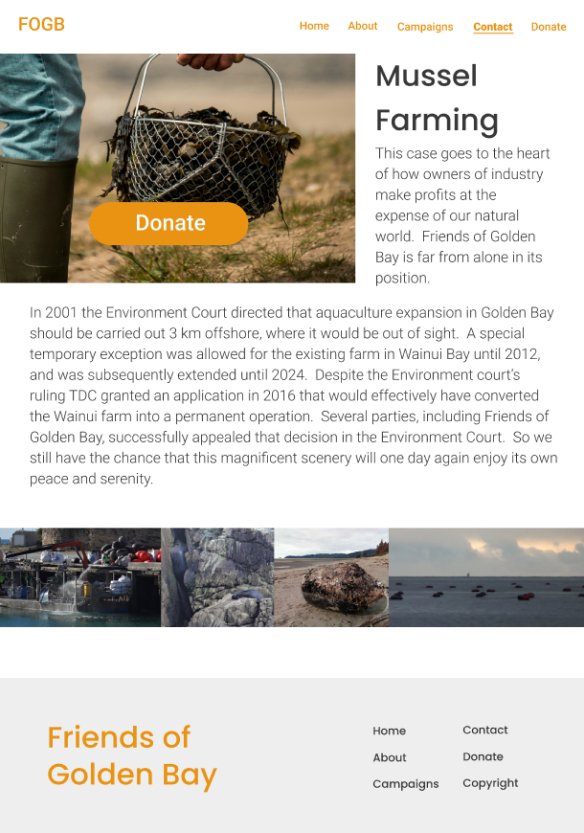 FOGB
Home About Campaigns Contact Donate
Mussel
Farming
This case goes to the heart
of how owners of industry
make profits at the
expense of our natural
world.  Friends of Golden
Bay is far from alone in its
position.
Donate
In 2001 the Environment Court directed that aquaculture expansion in Golden Bay
should be carried out 3 km offshore, where it would be out of sight.  A special
temporary exception was allowed for the existing farm in Wainui Bay until 2012,
and was subsequently extended until 2024.  Despite the Environment court's
ruling TDC granted an application in 2016 that would effectively have converted
the Wainui farm into a permanent operation.  Several parties, including Friends of
Golden Bay, successfully appealed that decision in the Environment Court.  So we
still have the chance that this magnificent scenery will one day again enjoy its own
peace and serenity.
Friends of
Golden Bay
Home Contact
About Donate
Campaigns Copyright